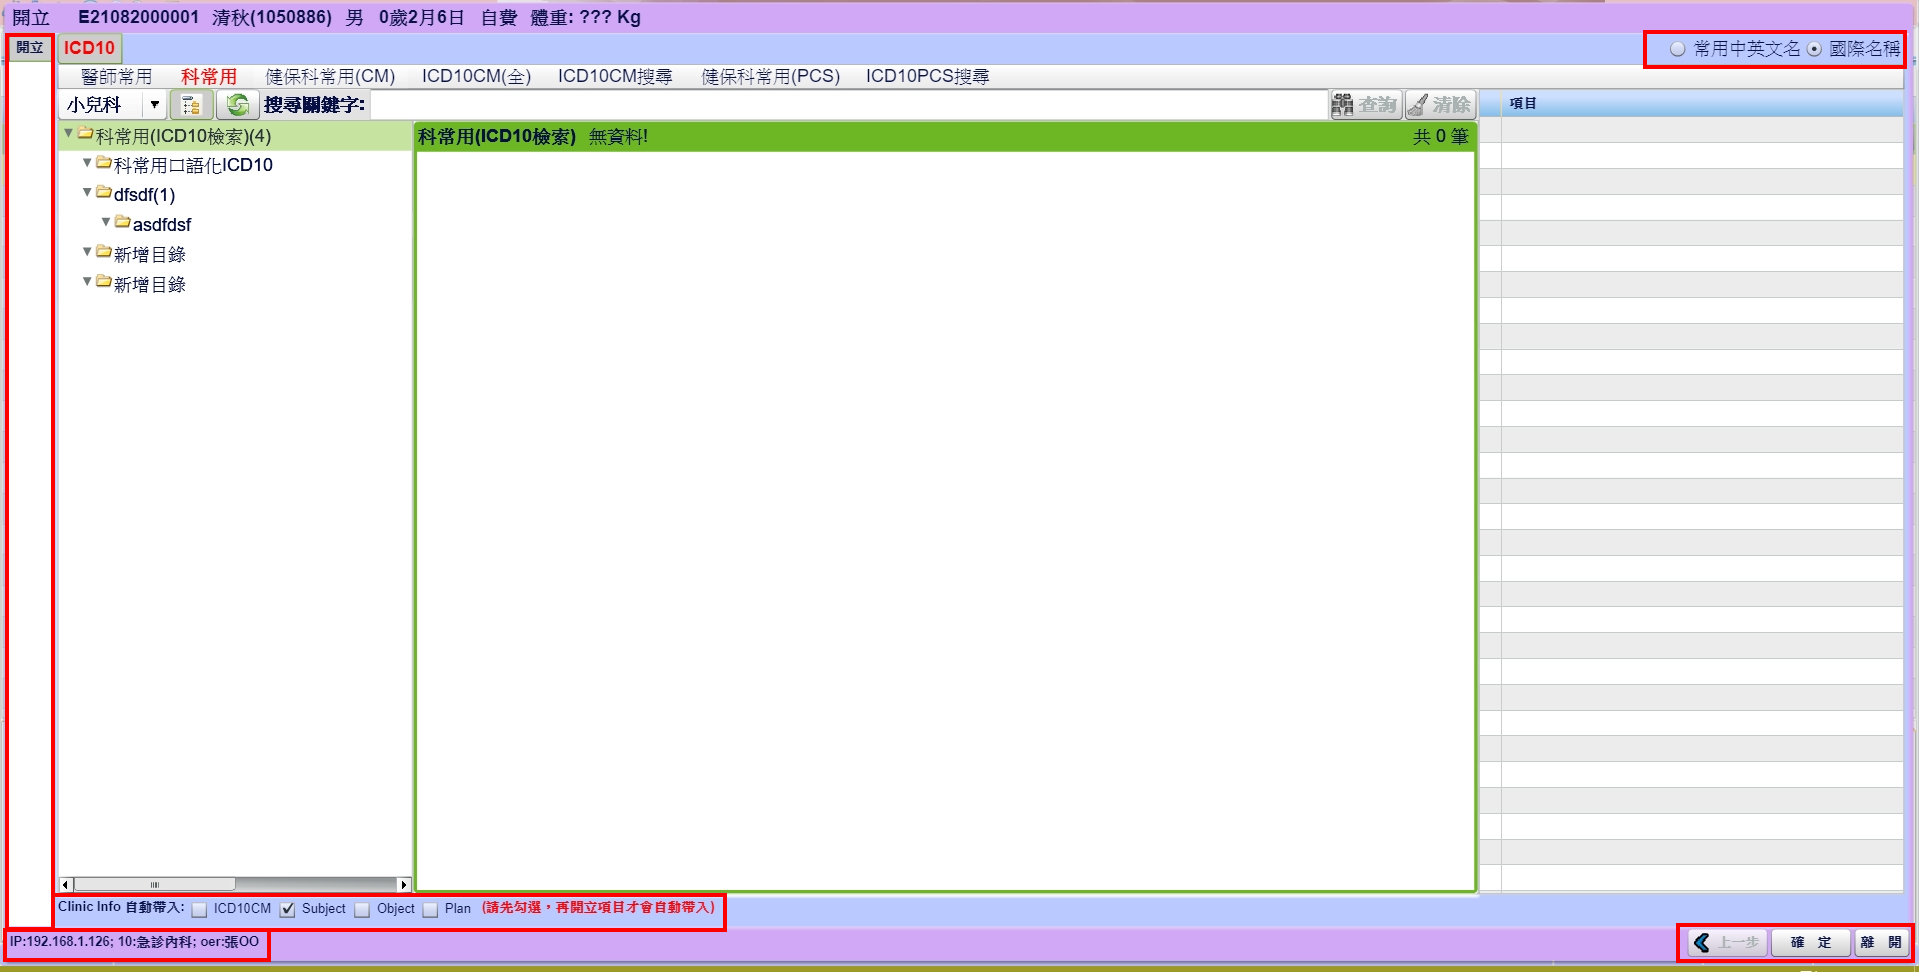 開立 E21082000001 清秋(1050886) 男 0歲2月6日 自費 體重: ??? Kg
開立 ICD10 常用中英文名 國際名稱
醫師常用 科常用 健保科常用(CM) ICD10CM(全) ICD10CM搜尋 健保科常用(PCS) ICD10PCS搜尋
小兒科 搜尋關鍵字: 查詢 清除 項目
科常用(ICD10檢索)(4)
科常用口語化ICD10
dfsdf(1)
asdfdsf
新增目錄
新增目錄
科常用(ICD10檢索) 無資料! 共 0 筆
Clinic Info 自動帶入: ICD10CM Subject Object Plan (請先勾選，再開立項目才會自動帶入)
IP:192.168.1.126; 10:急診內科; oer:張OO 上一步 確 定 離 開